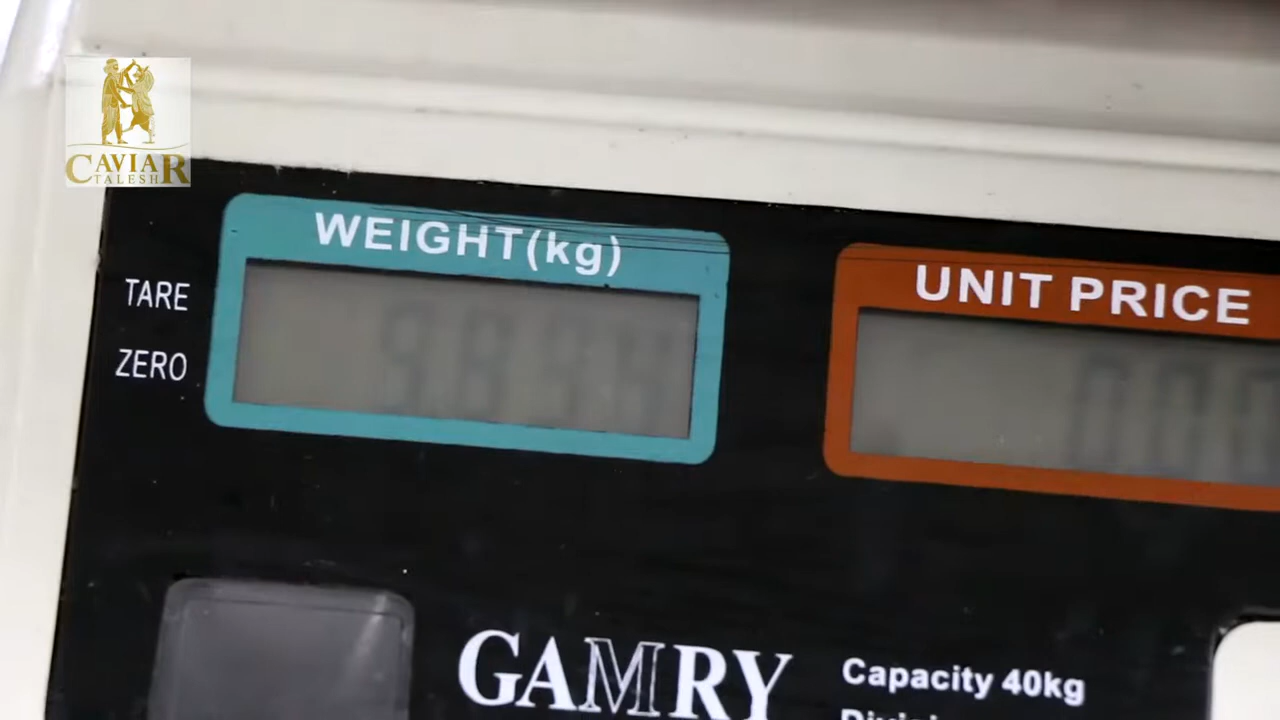 CAVIAR
TALESH
WEIGHT(kg)
UNIT PRICE
TARE
ZERO
GAMRY
Capacity 40kg